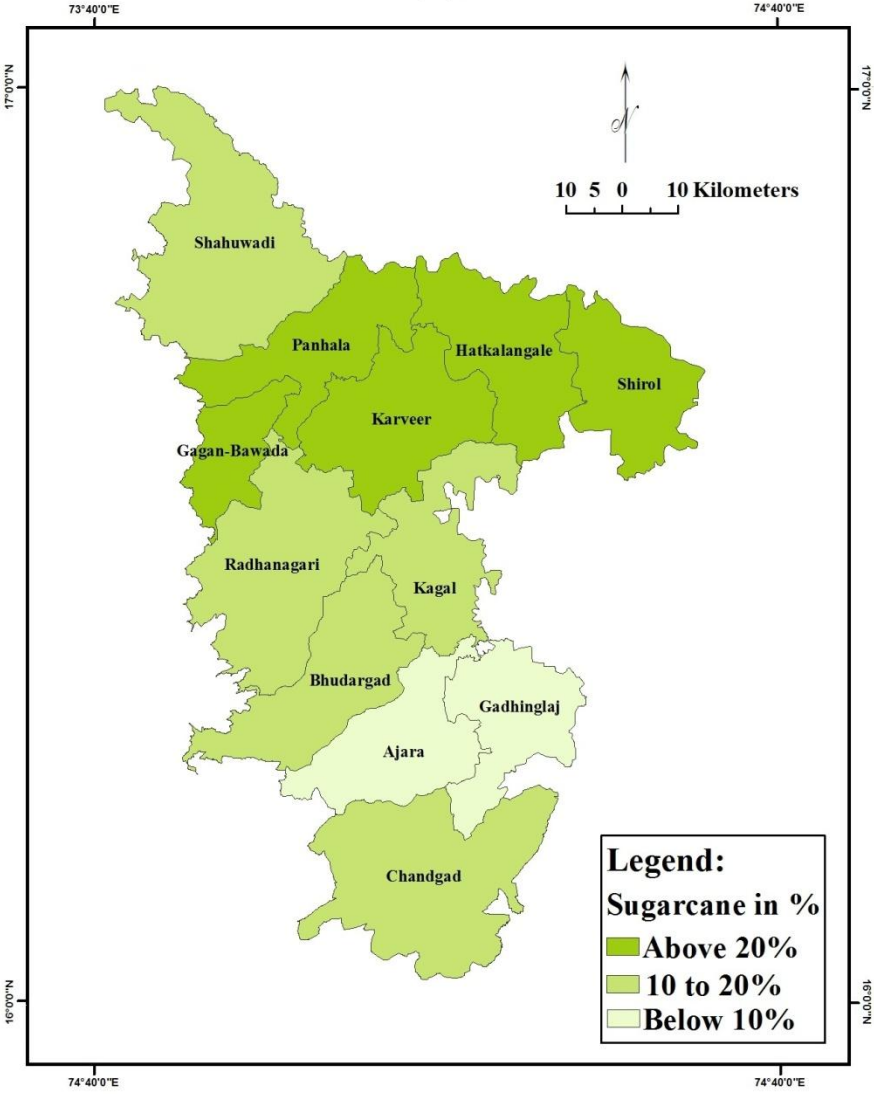 73°40'0"E 74°40'0"E
17°0'0"N 17°0'0"N
N
10 5 0 10 Kilometers
Shahuwadi
Panhala
Hatkalangale
Shirol
Karveer
Gagan-Bawada
Radhanagari
Kagal
Bhudargad
Gadhinglaj
Ajara
Chandgad
Legend:
Sugarcane in %
Above 20%
10 to 20%
Below 10%
16°0'0"N 16°0'0"N
74°40'0"E 74°40'0"E